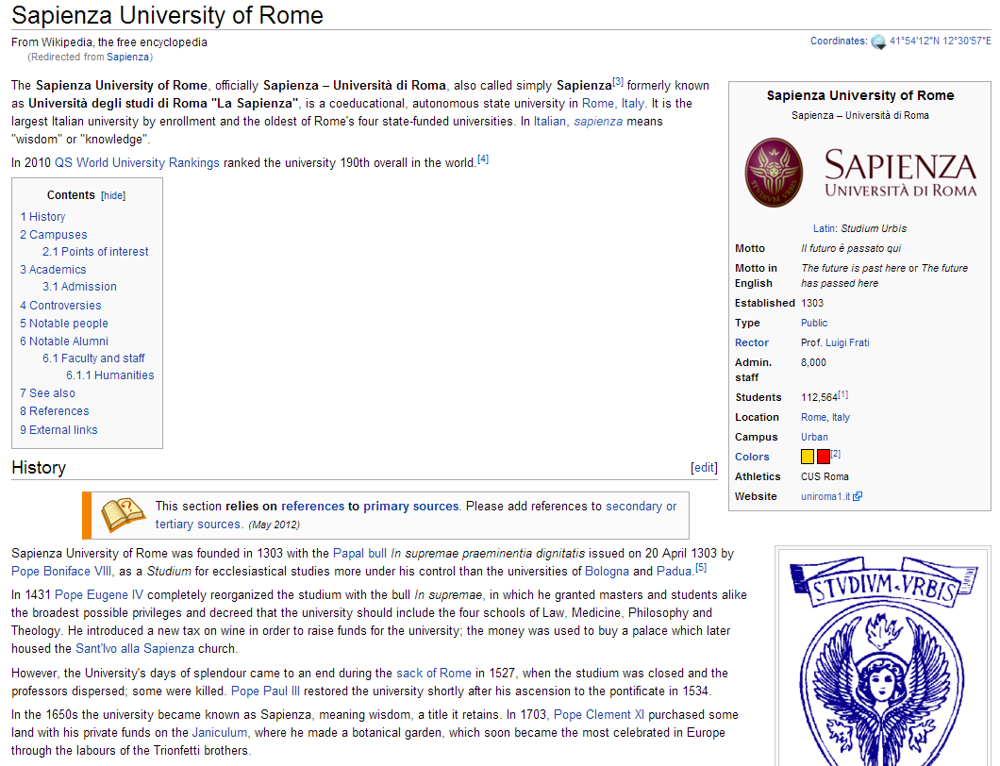 Sapienza University of Rome
From Wikipedia, the free encyclopedia
(Redirected from Sapienza)
Coordinates: 41°54′12″N 12°30′57″E
The Sapienza University of Rome, officially Sapienza – Università di Roma, also called simply Sapienza[3] formerly known
as Università degli studi di Roma "La Sapienza", is a coeducational, autonomous state university in Rome, Italy. It is the
largest Italian university by enrollment and the oldest of Rome's four state-funded universities. In Italian, sapienza means
"wisdom" or "knowledge".
In 2010 QS World University Rankings ranked the university 190th overall in the world.[4]
Contents [hide]
1 History
2 Campuses
2.1 Points of interest
3 Academics
3.1 Admission
4 Controversies
5 Notable people
6 Notable Alumni
6.1 Faculty and staff
6.1.1 Humanities
7 See also
8 References
9 External links
Sapienza University of Rome
Sapienza – Università di Roma
STVDIVM VRBIS
SAPIENZA
UNIVERSITÀ DI ROMA
Latin: Studium Urbis
Motto Il futuro è passato qui
Motto in The future is past here or The future
English has passed here
Established 1303
Type Public
Rector Prof. Luigi Frati
Admin. 8,000
staff
Students 112,564[1]
Location Rome, Italy
Campus Urban
Colors [2]
Athletics CUS Roma
Website uniroma1.it
History [edit]
This section relies on references to primary sources. Please add references to secondary or
tertiary sources. (May 2012)
Sapienza University of Rome was founded in 1303 with the Papal bull In supremae praeminentia dignitatis issued on 20 April 1303 by
Pope Boniface VIII, as a Studium for ecclesiastical studies more under his control than the universities of Bologna and Padua.[5]
In 1431 Pope Eugene IV completely reorganized the studium with the bull In supremae, in which he granted masters and students alike
the broadest possible privileges and decreed that the university should include the four schools of Law, Medicine, Philosophy and
Theology. He introduced a new tax on wine in order to raise funds for the university; the money was used to buy a palace which later
housed the Sant'Ivo alla Sapienza church.
However, the University's days of splendour came to an end during the sack of Rome in 1527, when the studium was closed and the
professors dispersed; some were killed. Pope Paul III restored the university shortly after his ascension to the pontificate in 1534.
In the 1650s the university became known as Sapienza, meaning wisdom, a title it retains. In 1703, Pope Clement XI purchased some
land with his private funds on the Janiculum, where he made a botanical garden, which soon became the most celebrated in Europe
through the labours of the Trionfetti brothers.
STVDIVM VRBIS